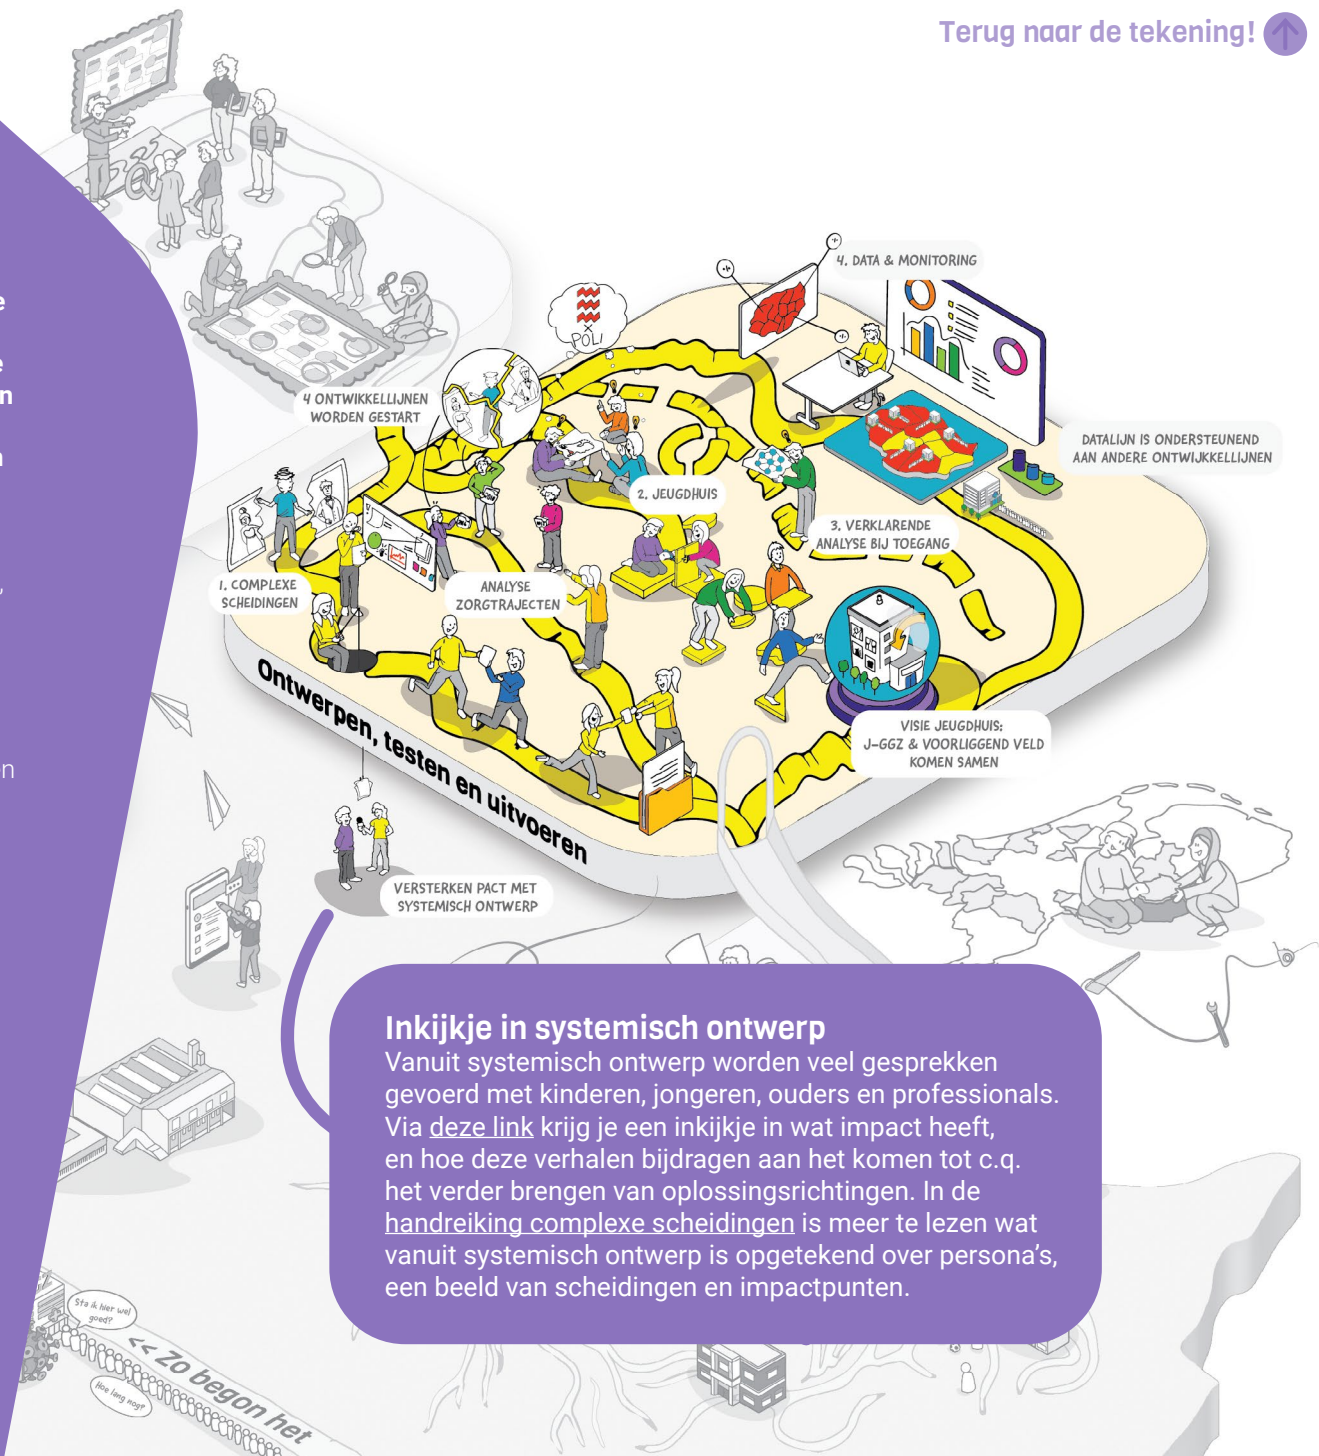 Terug naar de tekening!
e
e
n
n
,
en
POLI
4. DATA & MONITORING
4 ONTWIKKELLIJNEN
WORDEN GESTART
DATALIJN IS ONDERSTEUNEND
AAN ANDERE ONTWIJKKELLIJNEN
2. JEUGDHUIS
3. VERKLARENDE
ANALYSE BIJ TOEGANG
1. COMPLEXE
SCHEIDINGEN
ANALYSE
ZORGTRAJECTEN
VISIE JEUGDHUIS:
J-GGZ & VOORLIGGEND VELD
KOMEN SAMEN
Ontwerpen, testen en uitvoeren
VERSTERKEN PACT MET
SYSTEMISCH ONTWERP
Inkijkje in systemisch ontwerp
Vanuit systemisch ontwerp worden veel gesprekken
gevoerd met kinderen, jongeren, ouders en professionals.
Via deze link krijg je een inkijkje in wat impact heeft,
en hoe deze verhalen bijdragen aan het komen tot c.q.
het verder brengen van oplossingsrichtingen. In de
handreiking complexe scheidingen is meer te lezen wat
vanuit systemisch ontwerp is opgetekend over persona's,
een beeld van scheidingen en impactpunten.
Sta ik hier wel
goed?
<< Zo begon het
Hoe lang nog?